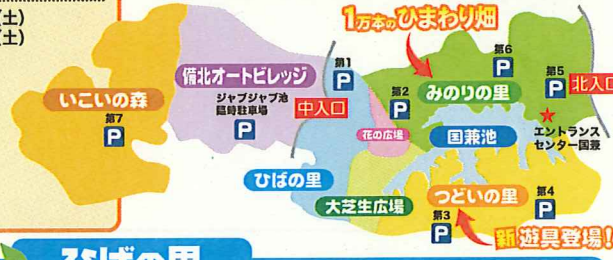 (土)
(土)
1万本のひまわり畑
第6
P
第1
P
第5
P
北入口
備北オートビレッジ
いこいの森
第7
P
ジャブジャブ池
臨時駐車場
P
中入口
第2
P
みのりの里
花の広場
国兼池
エントランス
センター国兼
ひばの里
大芝生広場
つどいの里
第4
P
第3
P
新遊具登場!